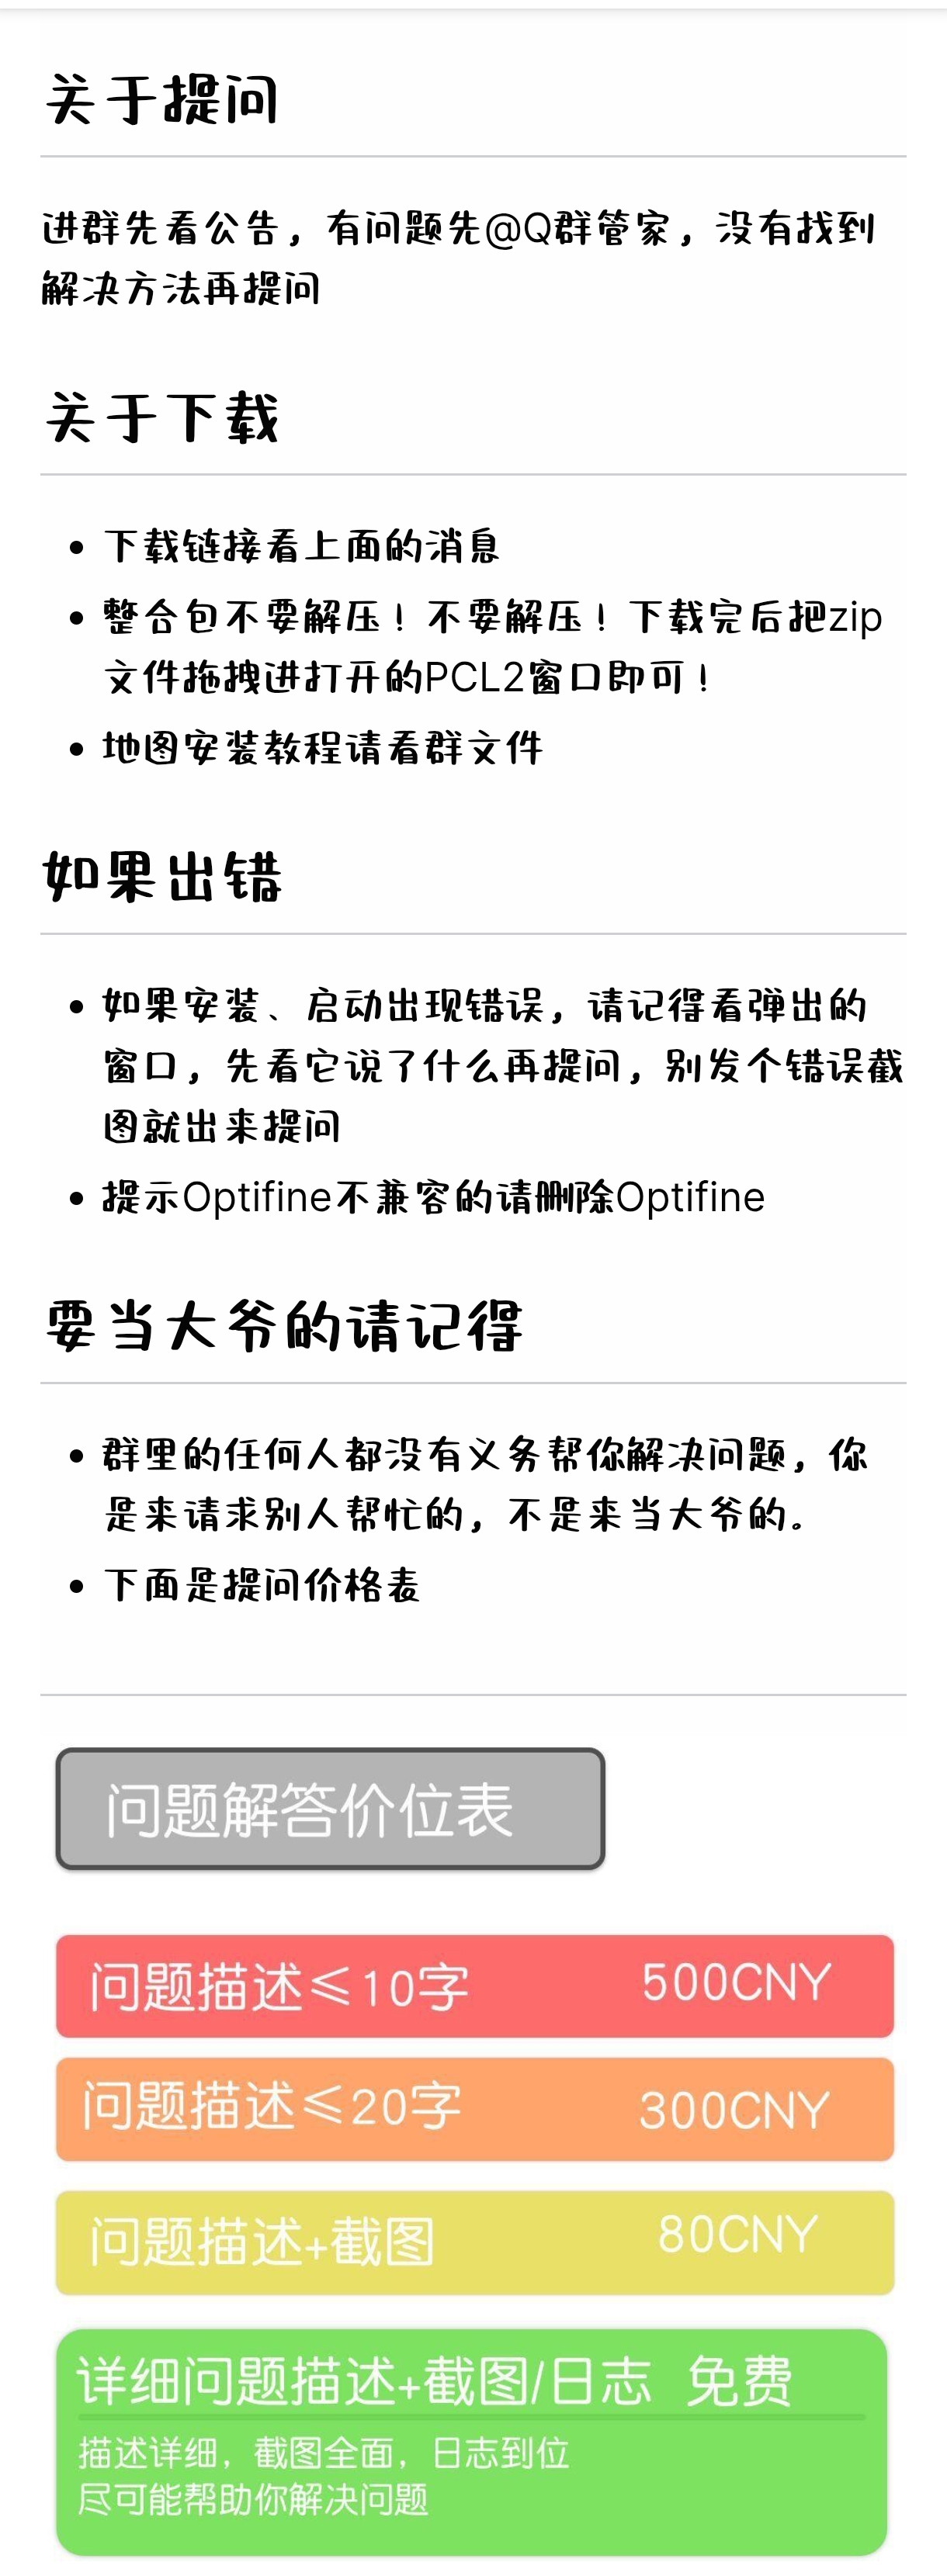 关于提问
进群先看公告，有问题先@Q群管家，没有找到
解决方法再提问
关于下载
• 下载链接看上面的消息
• 整合包不要解压！不要解压！下载完后把zip
文件拖拽进打开的PCL2窗口即可！
• 地图安装教程请看群文件
如果出错
• 如果安装、启动出现错误，请记得看弹出的
窗口，先看它说了什么再提问，别发个错误截
图就出来提问
• 提示Optifine不兼容的请删除Optifine
要当大爷的请记得
• 群里的任何人都没有义务帮你解决问题，你
是来请求别人帮忙的，不是来当大爷的。
• 下面是提问价格表
问题解答价位表
问题描述≤10字 500CNY
问题描述≤20字 300CNY
问题描述+截图 80CNY
详细问题描述+截图/日志 免费
描述详细，截图全面，日志到位
尽可能帮助你解决问题